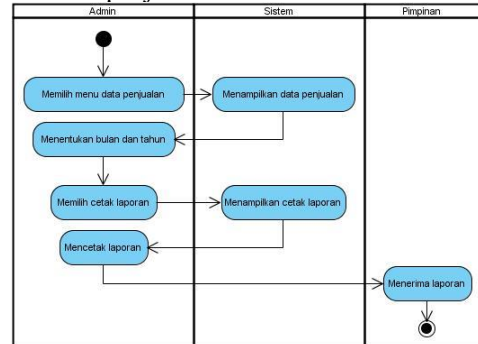 Admin Sistem Pimpinan
Memilih menu data penjualan
Menampilkan data penjualan
Menentukan bulan dan tahun
Memilih cetak laporan
Menampilkan cetak laporan
Mencetak laporan
Menerima laporan